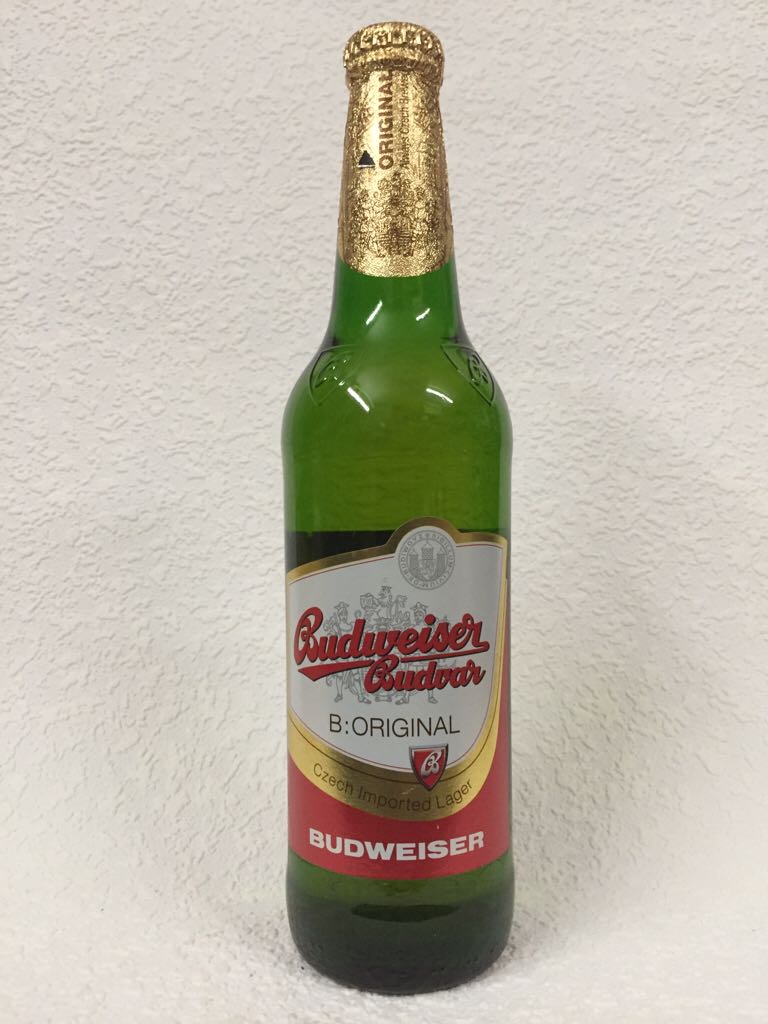 ORIGINAL
Budweiser
Budvar
B:ORIGINAL
B
Czech Imported Lager
BUDWEISER